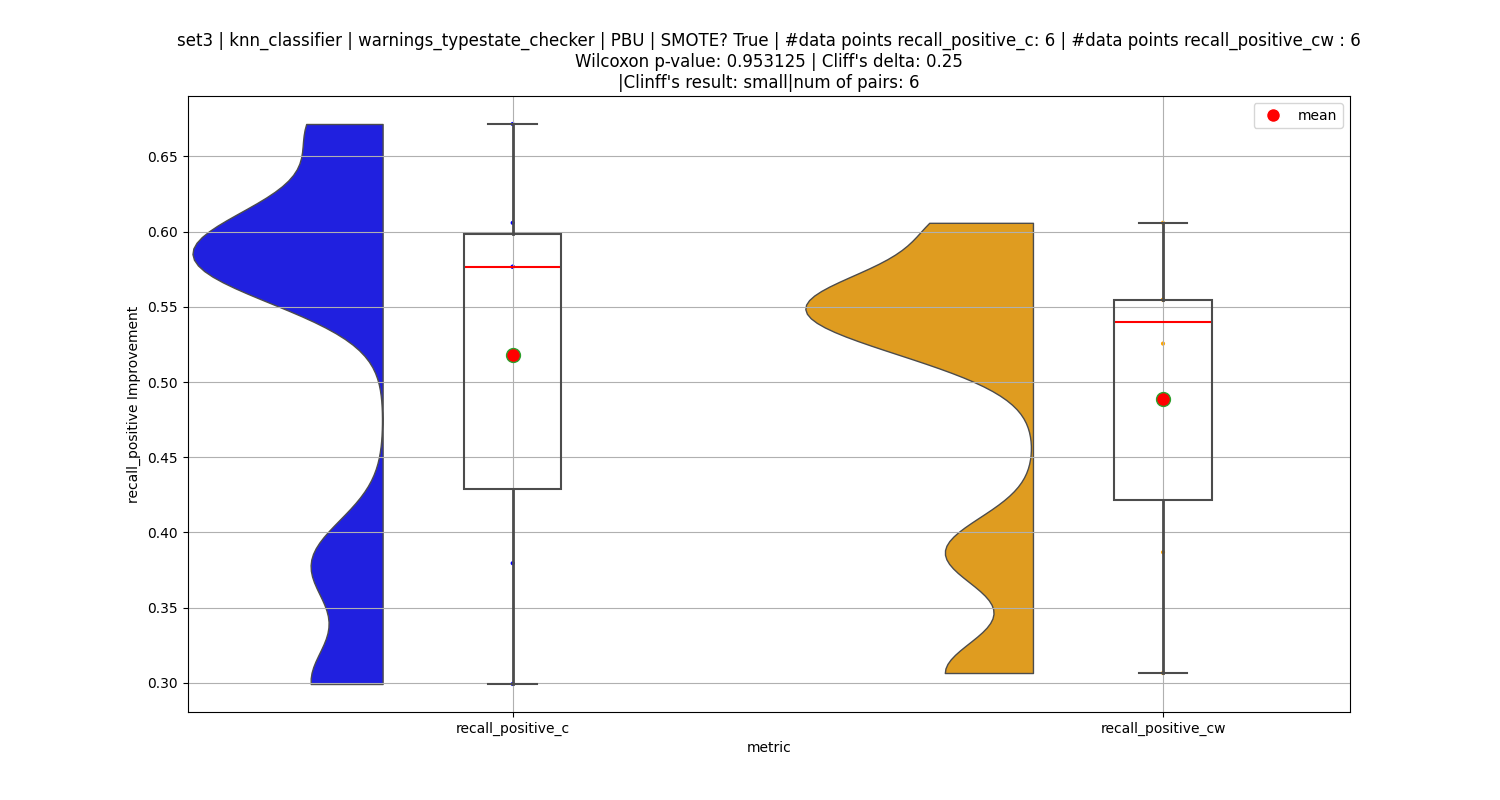 set3 | knn_classifier | warnings_typestate_checker | PBU | SMOTE? True | #data points recall_positive_c: 6 | #data points recall_positive_cw : 6
Wilcoxon p-value: 0.953125 | Cliff's delta: 0.25
|Clinff's result: small|num of pairs: 6
mean
0.65
0.60
0.55
0.50
0.45
0.40
0.35
0.30
recall_positive Improvement
recall_positive_c
recall_positive_cw
metric